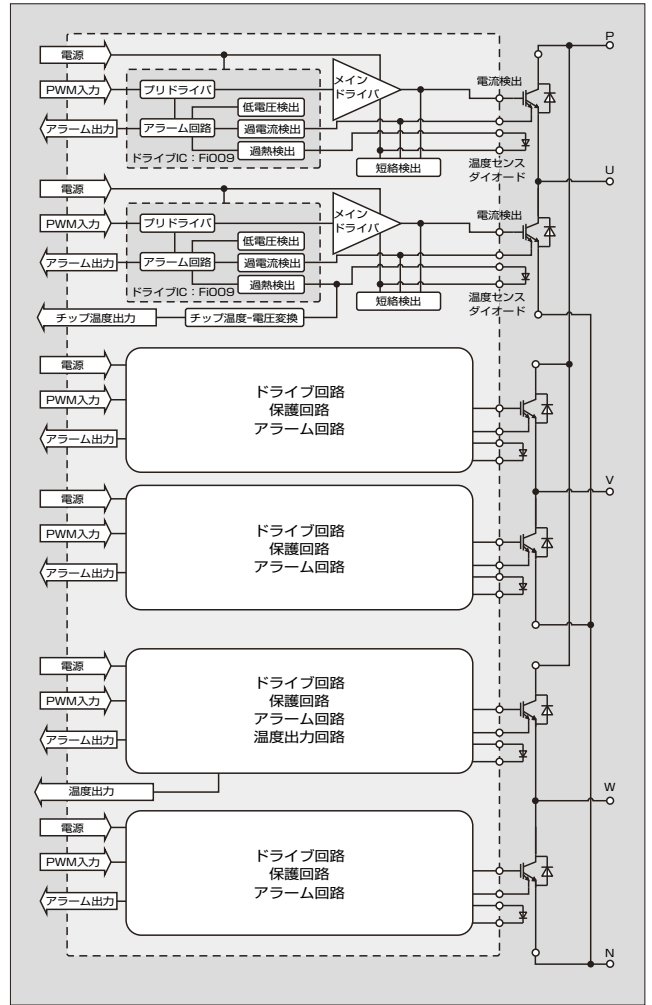 電源
P
電流検出
PWM入力
プリドライバ
メイン
ドライバ
低電圧検出
アラーム出力
アラーム回路
過電流検出
過熱検出
ドライブIC:Fi009
短絡検出
温度センス
ダイオード
U
電源
電流検出
PWM入力
プリドライバ
メイン
ドライバ
低電圧検出
アラーム出力
アラーム回路
過電流検出
過熱検出
ドライブIC:Fi009
短絡検出
温度センス
ダイオード
チップ温度出力
チップ温度-電圧変換
電源
PWM入力
アラーム出力
ドライブ回路
保護回路
アラーム回路
V
電源
PWM入力
アラーム出力
ドライブ回路
保護回路
アラーム回路
電源
PWM入力
アラーム出力
ドライブ回路
保護回路
アラーム回路
温度出力回路
温度出力
W
電源
PWM入力
アラーム出力
ドライブ回路
保護回路
アラーム回路
N